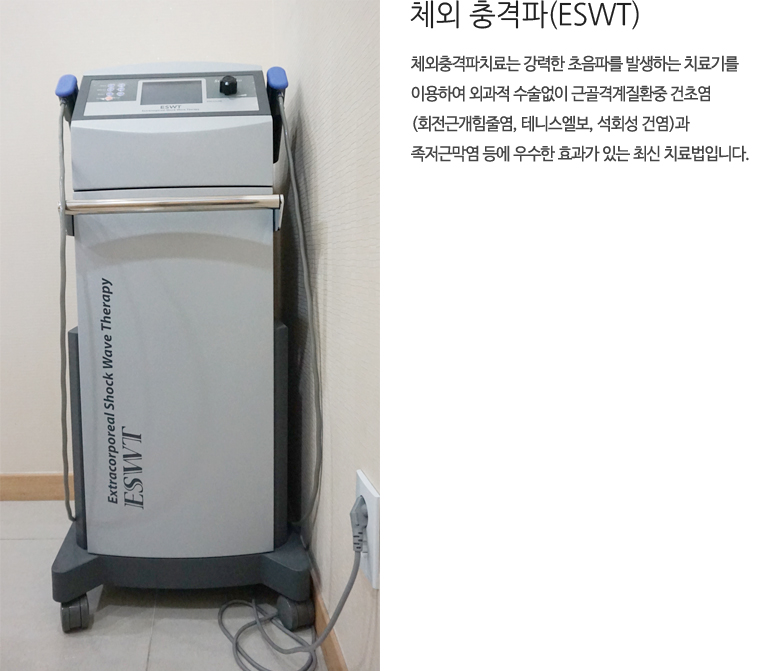 체외 충격파(ESWT)
체외충격파치료는 강력한 초음파를 발생하는 치료기를
이용하여 외과적 수술없이 근골격계질환중 건초염
(회전근개힘줄염, 테니스엘보, 석회성 건염)과
족저근막염 등에 우수한 효과가 있는 최신 치료법입니다.
ESWT
Extracorporeal Shock Wave Therapy
ESWT